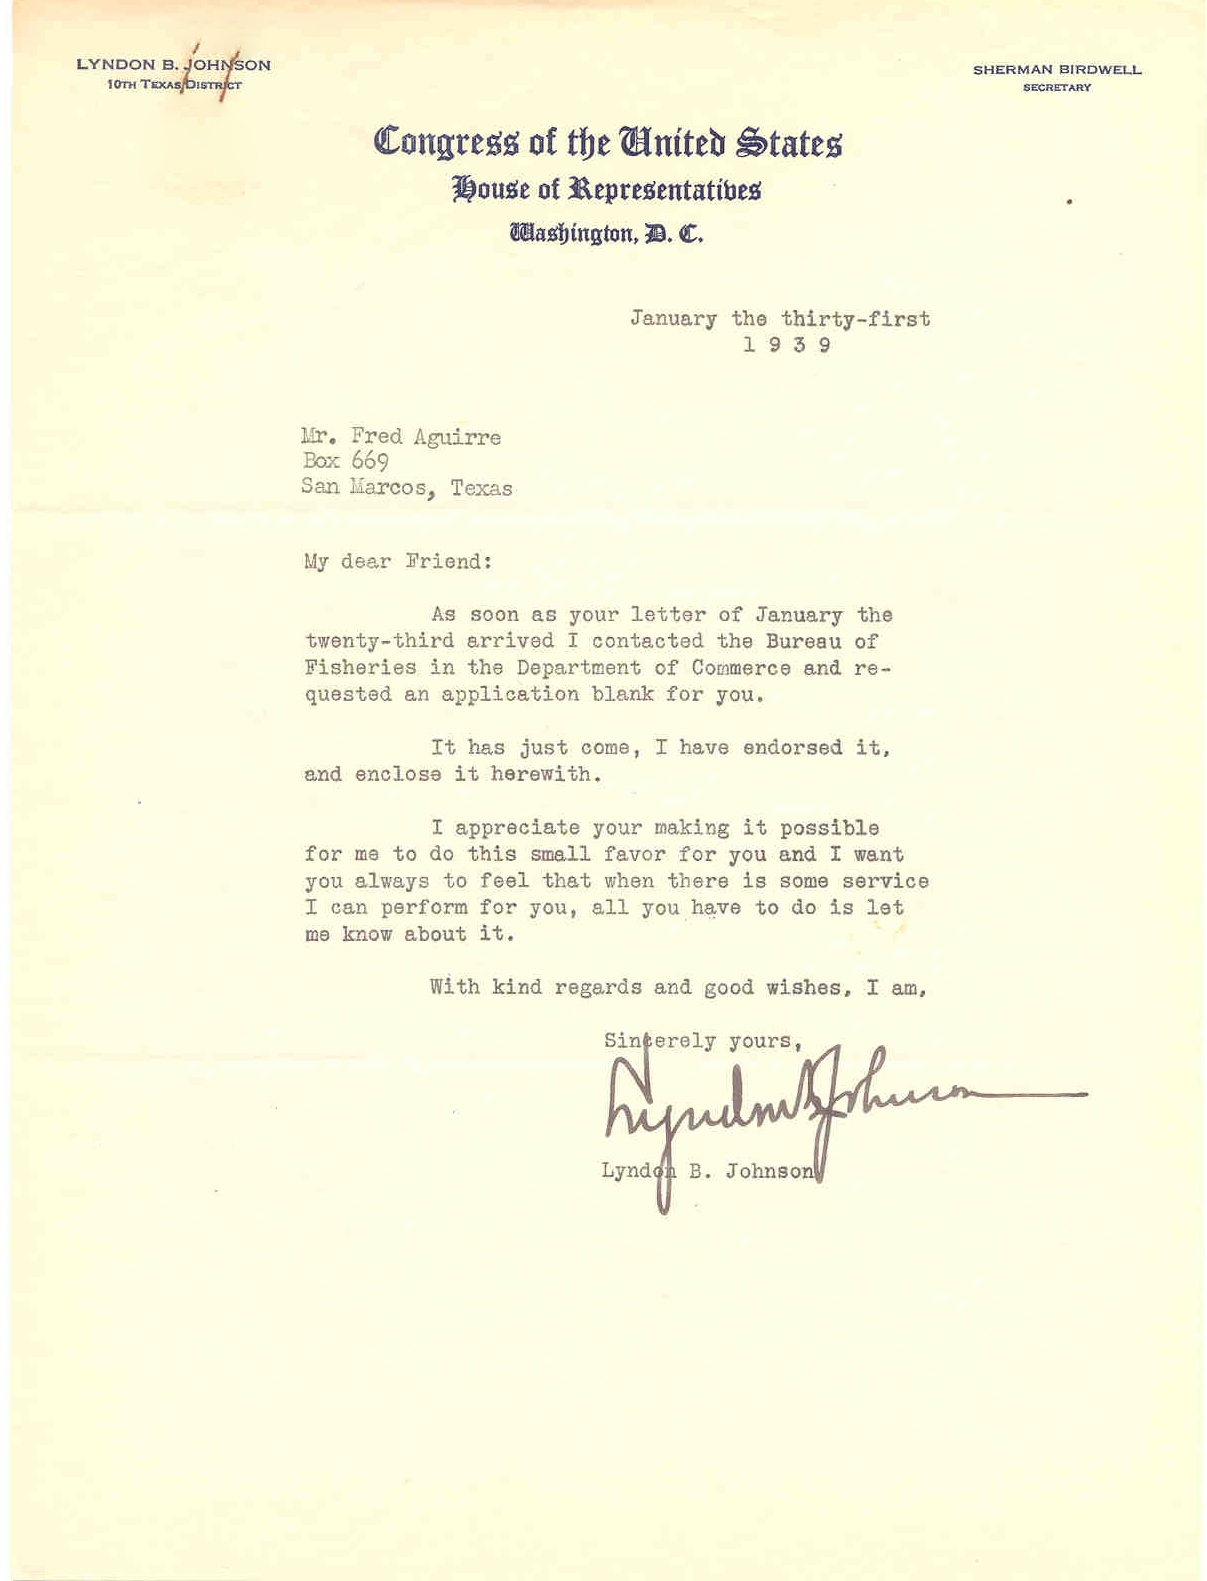 LYNDON B. JOHNSON
10TH TEXAS DISTRICT
SHERMAN BIRDWELL
SECRETARY
Congress of the United States
House of Representatives
Washington, D. C.
January the thirty-first
1 9 3 9
Mr. Fred Aguirre
Box 669
San Marcos, Texas
My dear Friend:
As soon as your letter of January the
twenty-third arrived I contacted the Bureau of
Fisheries in the Department of Commerce and re-
quested an application blank for you.
It has just come, I have endorsed it,
and enclose it herewith.
I appreciate your making it possible
for me to do this small favor for you and I want
you always to feel that when there is some service
I can perform for you, all you have to do is let
me know about it.
With kind regards and good wishes, I am,
Sincerely yours,
Lyndon B Johnson
Lyndon B. Johnson